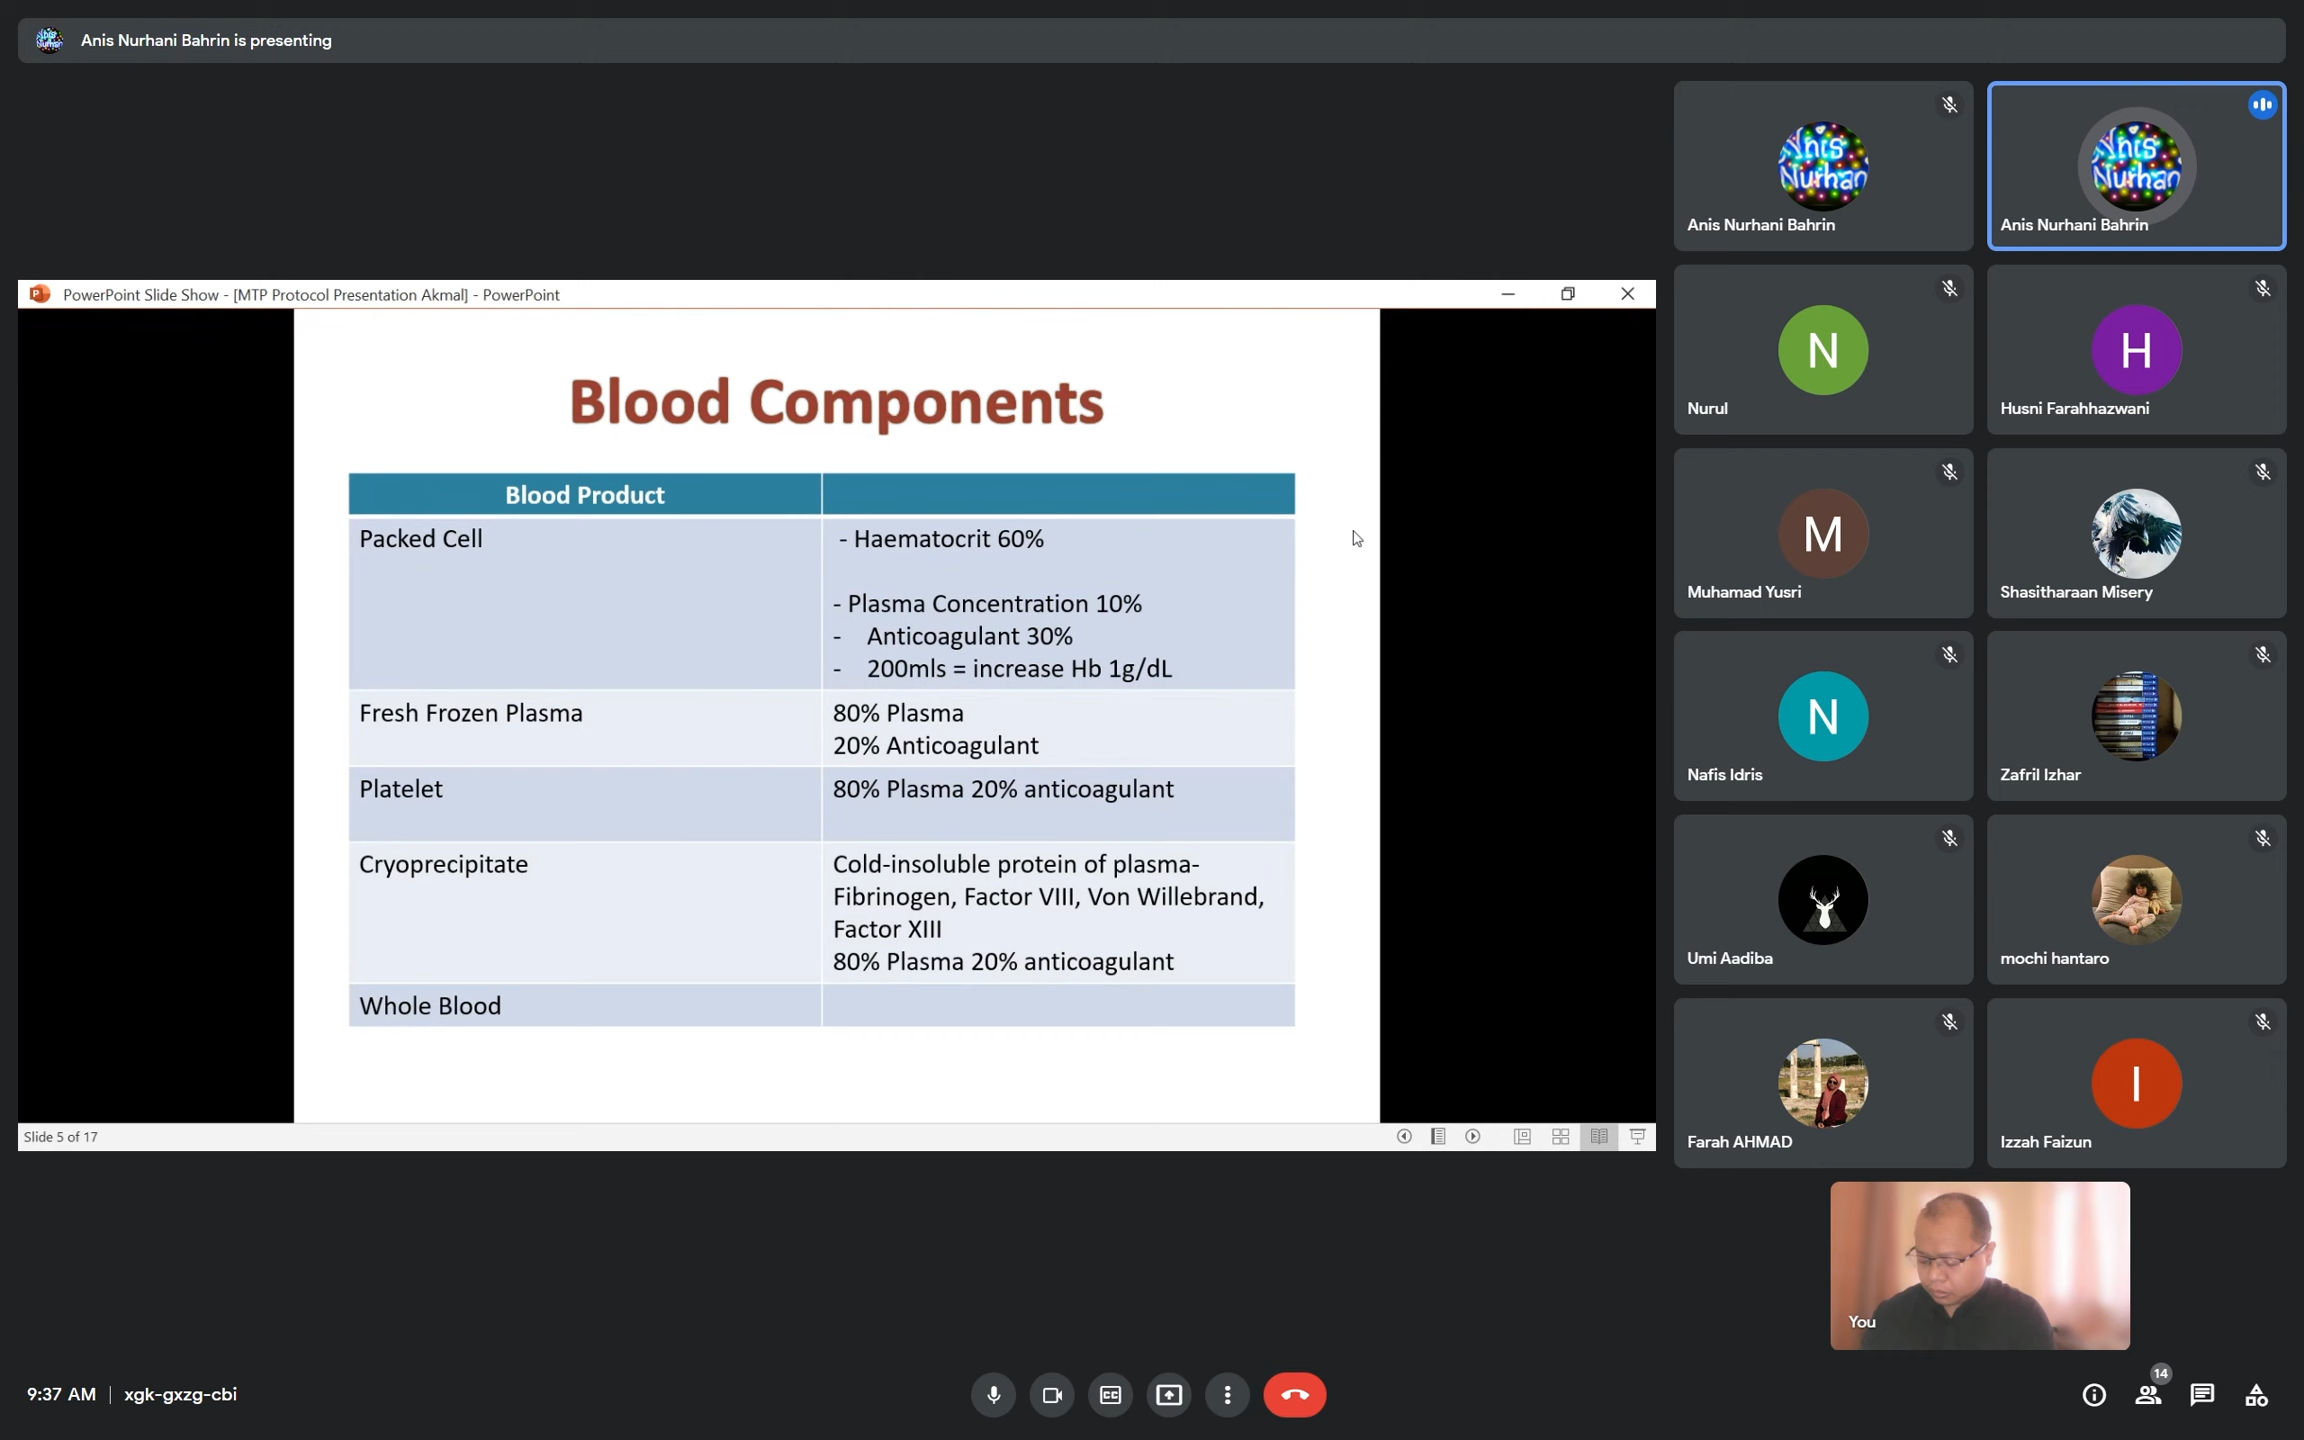 Anis Nurhani Bahrin is presenting
PowerPoint Slide Show - [MTP Protocol Presentation Akmal] - PowerPoint
Blood Components
Blood Product
Packed Cell
- Haematocrit 60%
- Plasma Concentration 10%
- Anticoagulant 30%
- 200mls = increase Hb 1g/dL
Fresh Frozen Plasma
80% Plasma
20% Anticoagulant
Platelet
80% Plasma 20% anticoagulant
Cryoprecipitate
Cold-insoluble protein of plasma-
Fibrinogen, Factor VIII, Von Willebrand,
Factor XIII
80% Plasma 20% anticoagulant
Whole Blood
Slide 5 of 17
Anis Nurhani Bahrin
Anis Nurhani Bahrin
N
Nurul
H
Husni Farahhazwani
M
Muhamad Yusri
Shasitharaan Misery
N
Nafis Idris
Zafril Izhar
Umi Aadiba
mochi hantaro
Farah AHMAD
I
Izzah Faizun
You
9:37 AM | xgk-gxzg-cbi
CC
14